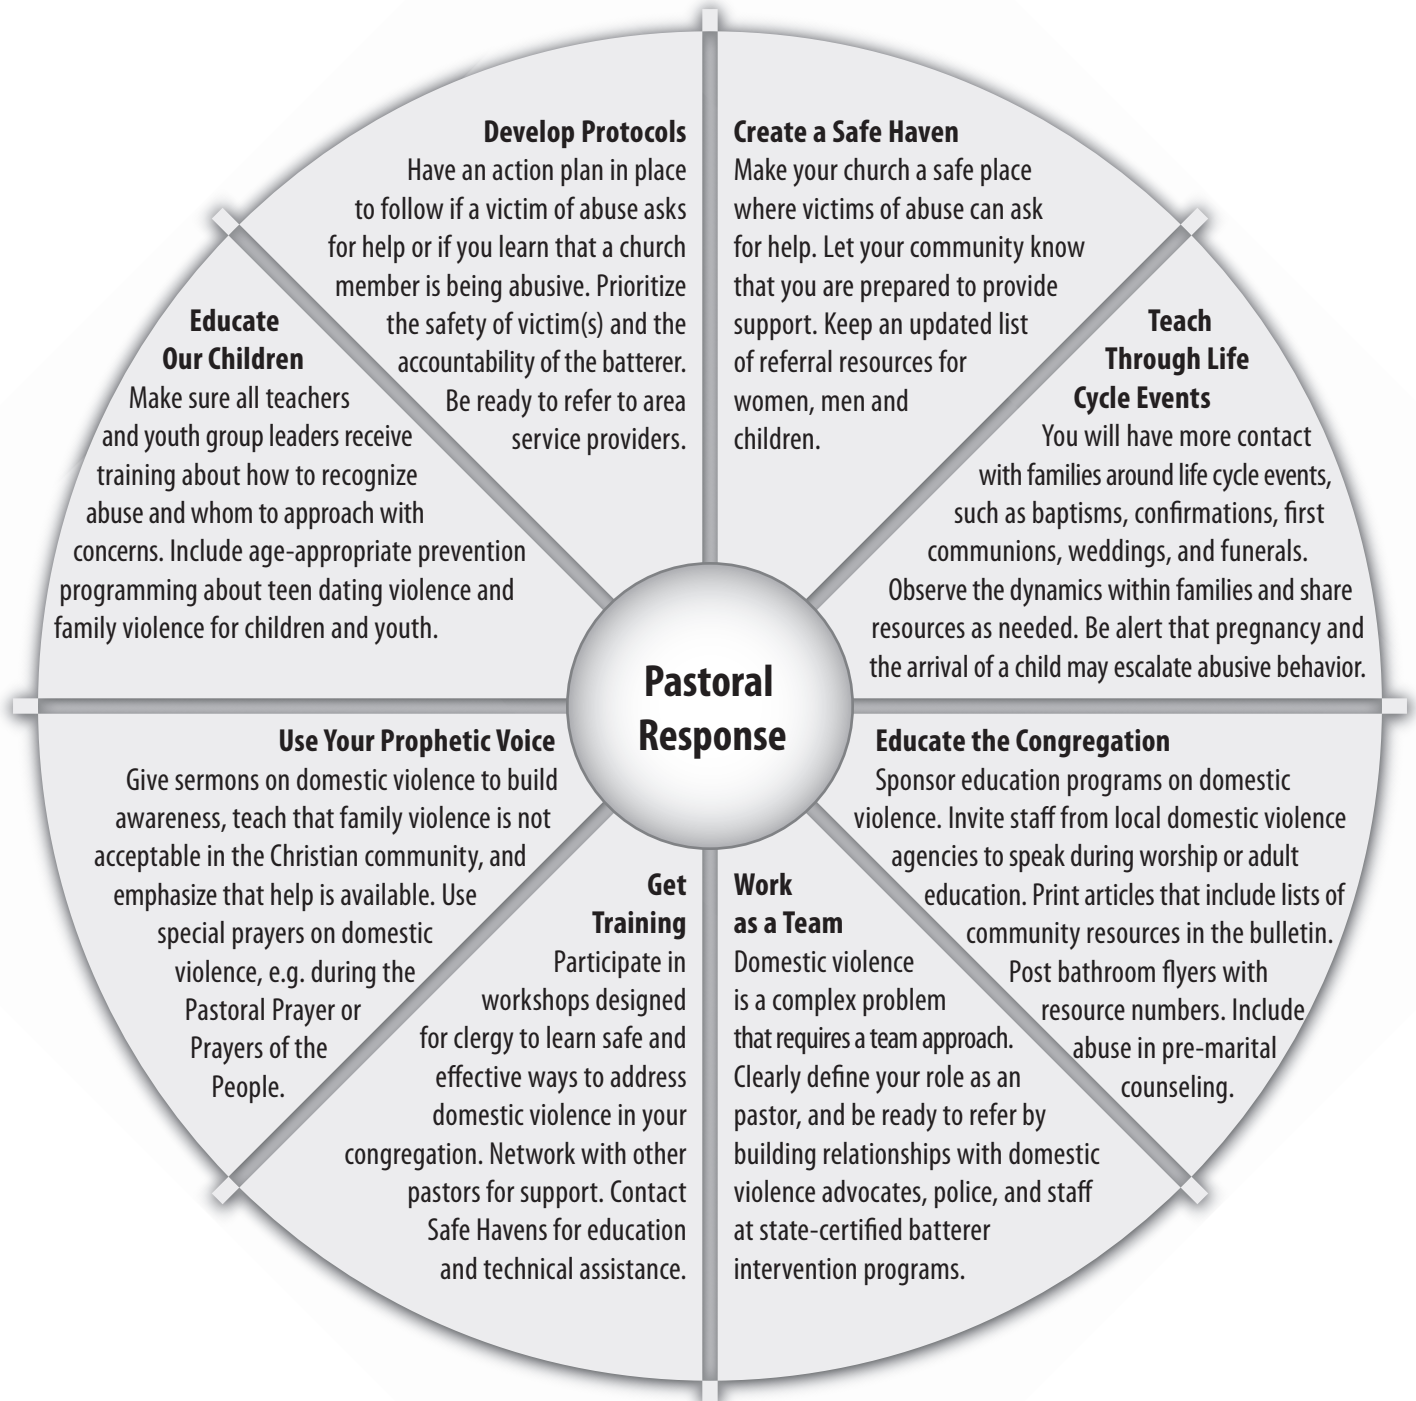 Develop Protocols
Have an action plan in place
to follow if a victim of abuse asks
for help or if you learn that a church
member is being abusive. Prioritize
the safety of victim(s) and the
accountability of the batterer.
Be ready to refer to area
service providers.
Create a Safe Haven
Make your church a safe place
where victims of abuse can ask
for help. Let your community know
that you are prepared to provide
support. Keep an updated list
of referral resources for
women, men and
children.
Teach
Through Life
Cycle Events
You will have more contact
with families around life cycle events,
such as baptisms, confirmations, first
communions, weddings, and funerals.
Observe the dynamics within families and share
resources as needed. Be alert that pregnancy and
the arrival of a child may escalate abusive behavior.
Educate the Congregation
Sponsor education programs on domestic
violence. Invite staff from local domestic violence
agencies to speak during worship or adult
education. Print articles that include lists of
community resources in the bulletin.
Post bathroom flyers with
resource numbers. Include
abuse in pre-marital
counseling.
Work
as a Team
Domestic violence
is a complex problem
that requires a team approach.
Clearly define your role as an
pastor, and be ready to refer by
building relationships with domestic
violence advocates, police, and staff
at state-certified batterer
intervention programs.
Get
Training
Participate in
workshops designed
for clergy to learn safe and
effective ways to address
domestic violence in your
congregation. Network with other
pastors for support. Contact
Safe Havens for education
and technical assistance.
Use Your Prophetic Voice
Give sermons on domestic violence to build
awareness, teach that family violence is not
acceptable in the Christian community, and
emphasize that help is available. Use
special prayers on domestic
violence, e.g. during the
Pastoral Prayer or
Prayers of the
People.
Educate
Our Children
Make sure all teachers
and youth group leaders receive
training about how to recognize
abuse and whom to approach with
concerns. Include age-appropriate prevention
programming about teen dating violence and
family violence for children and youth.
Pastoral
Response